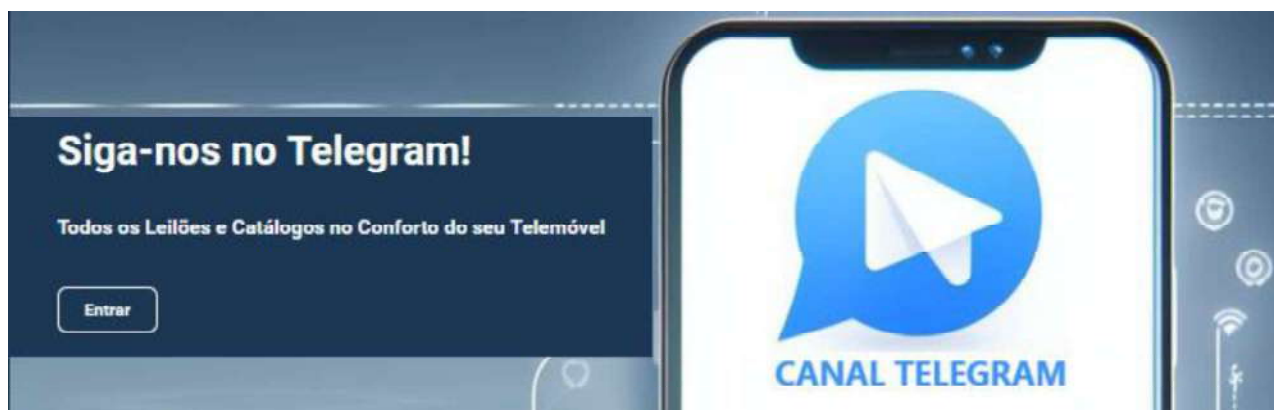 Siga-nos no Telegram!
Todos os Leilões e Catálogos no Conforto do seu Telemóvel
Entrar
CANAL TELEGRAM